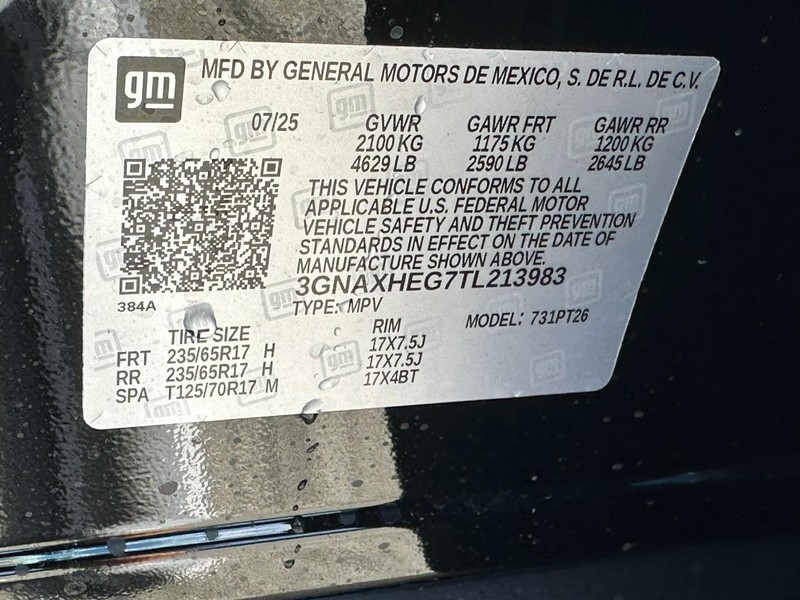 gm MFD BY GENERAL MOTORS DE MEXICO, S. DE R.L. DE C.V.
07/25 GVWR GAWR FRT GAWR RR
2100 KG 1175 KG 1200 KG
4629 LB 2590 LB 2645 LB
THIS VEHICLE CONFORMS TO ALL
APPLICABLE U.S. FEDERAL MOTOR
VEHICLE SAFETY AND THEFT PREVENTION
STANDARDS IN EFFECT ON THE DATE OF
MANUFACTURE SHOWN ABOVE.
3GNAXHEG7TL213983
384A TYPE: MPV MODEL: 731PT26
TIRE SIZE RIM
FRT 235/65R17 H 17X7.5J
RR 235/65R17 H 17X7.5J
SPA T125/70R17 M 17X4BT